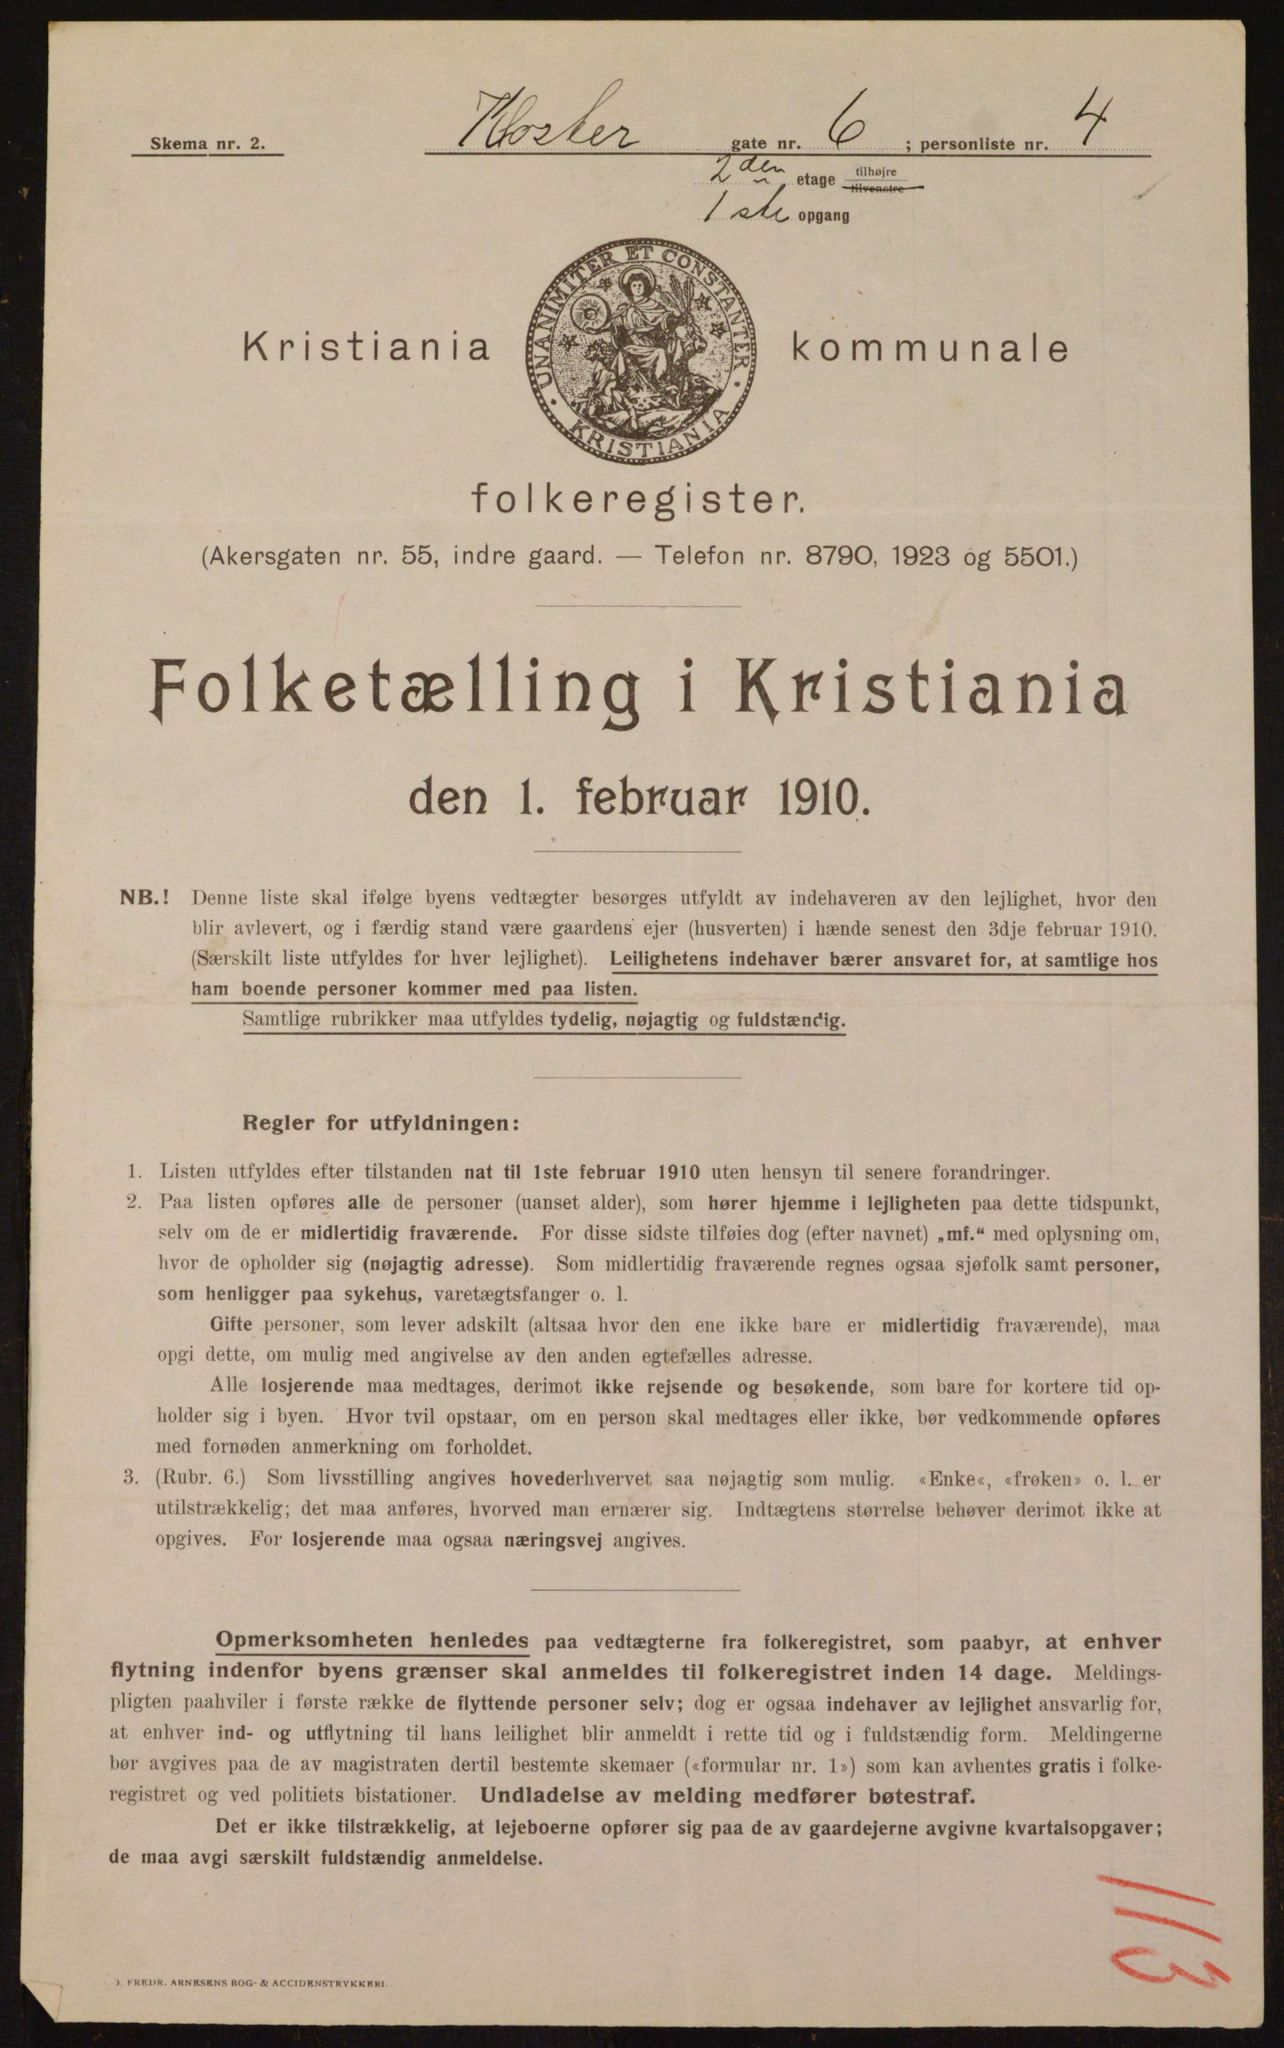 Skema nr. 2.
Kloster gate nr. 6 ; personliste nr. 4
2den etage tilhøjre
tilvenstre
1ste opgang
UNANIMITER ET CONSTANTER
KRISTIANIA
Kristiania kommunale
folkeregister.
(Akersgaten nr. 55, indre gaard. — Telefon nr. 8790, 1923 og 5501.)
Folketælling i Kristiania
den 1. februar 1910.
NB.! Denne liste skal ifølge byens vedtægter besørges utfyldt av indehaveren av den lejlighet, hvor den
blir avlevert, og i færdig stand være gaardens ejer (husverten) i hænde senest den 3dje februar 1910.
(Særskilt liste utfyldes for hver lejlighet). Leilighetens indehaver bærer ansvaret for, at samtlige hos
ham boende personer kommer med paa listen.
Samtlige rubrikker maa utfyldes tydelig, nøjagtig og fuldstændig.
Regler for utfyldningen:
1. Listen utfyldes efter tilstanden nat til 1ste februar 1910 uten hensyn til senere forandringer.
2. Paa listen opføres alle de personer (uanset alder), som hører hjemme i lejligheten paa dette tidspunkt,
selv om de er midlertidig fraværende. For disse sidste tilføies dog (efter navnet) „mf.“ med oplysning om,
hvor de opholder sig (nøjagtig adresse). Som midlertidig fraværende regnes ogsaa sjøfolk samt personer,
som henligger paa sykehus, varetægtsfanger o. l.
Gifte personer, som lever adskilt (altsaa hvor den ene ikke bare er midlertidig fraværende), maa
opgi dette, om mulig med angivelse av den anden egtefælles adresse.
Alle losjerende maa medtages, derimot ikke rejsende og besøkende, som bare for kortere tid op-
holder sig i byen. Hvor tvil opstaar, om en person skal medtages eller ikke, bør vedkommende opføres
med fornøden anmerkning om forholdet.
3. (Rubr. 6.) Som livsstilling angives hovederhvervet saa nøjagtig som mulig. «Enke«, «frøken» o. l. er
utilstrækkelig; det maa anføres, hvorved man ernærer sig. Indtægtens størrelse behøver derimot ikke at
opgives. For losjerende maa ogsaa næringsvej angives.
Opmerksomheten henledes paa vedtægterne fra folkeregistret, som paabyr, at enhver
flytning indenfor byens grænser skal anmeldes til folkeregistret inden 14 dage. Meldings-
pligten paahviler i første række de flyttende personer selv; dog er ogsaa indehaver av lejlighet ansvarlig for,
at enhver ind- og utflytning til hans leilighet blir anmeldt i rette tid og i fuldstændig form. Meldingerne
bør avgives paa de av magistraten dertil bestemte skemaer («formular nr. 1») som kan avhentes gratis i folke-
registret og ved politiets bistationer. Undladelse av melding medfører bøtestraf.
Det er ikke tilstrækkelig, at lejeboerne opfører sig paa de av gaardejerne avgivne kvartalsopgaver;
de maa avgi særskilt fuldstændig anmeldelse.
113
FREDR. ARNESENS BOG- & ACCIDENSTRYKKERI.